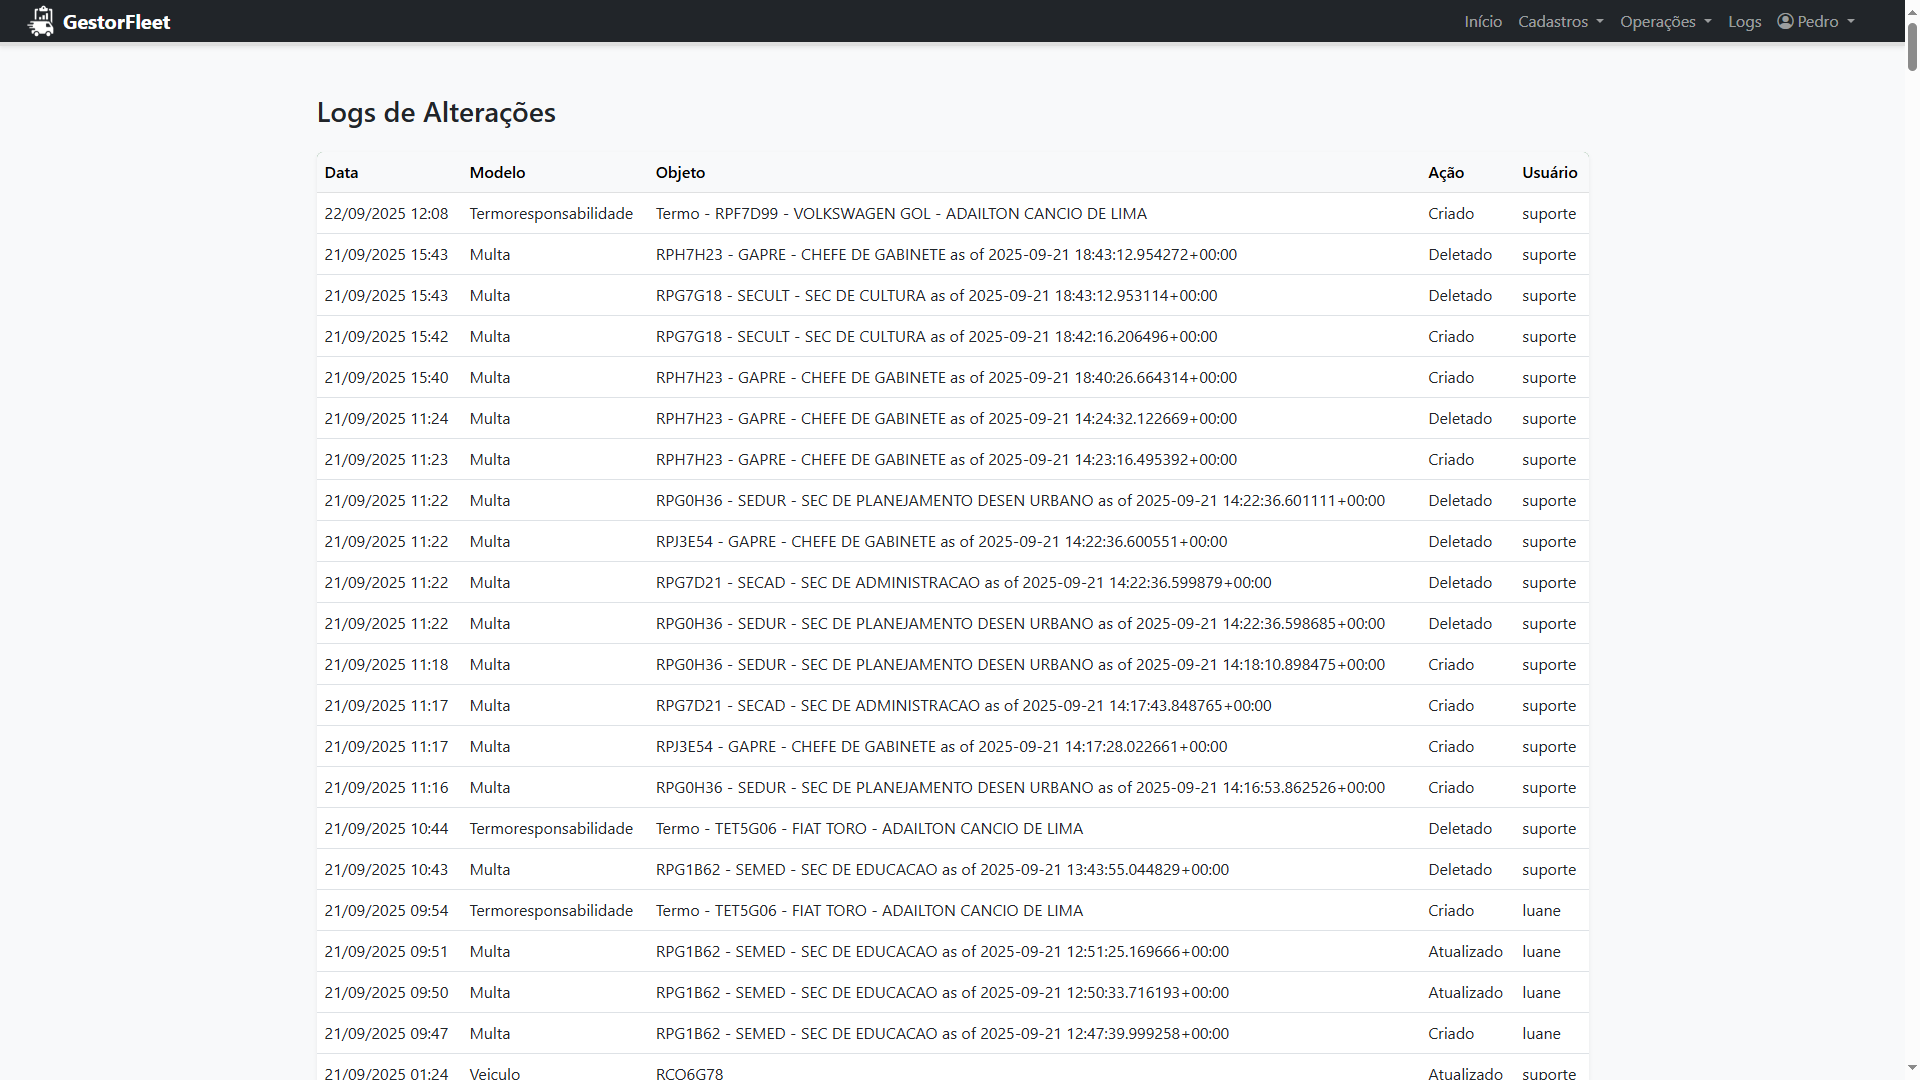 GestorFleet
Início Cadastros Operações Logs Pedro
Logs de Alterações
Data Modelo Objeto Ação Usuário
22/09/2025 12:08 Termoresponsabilidade Termo - RPF7D99 - VOLKSWAGEN GOL - ADAILTON CANCIO DE LIMA Criado suporte
21/09/2025 15:43 Multa RPH7H23 - GAPRE - CHEFE DE GABINETE as of 2025-09-21 18:43:12.954272+00:00 Deletado suporte
21/09/2025 15:43 Multa RPG7G18 - SECULT - SEC DE CULTURA as of 2025-09-21 18:43:12.953114+00:00 Deletado suporte
21/09/2025 15:42 Multa RPG7G18 - SECULT - SEC DE CULTURA as of 2025-09-21 18:42:16.206496+00:00 Criado suporte
21/09/2025 15:40 Multa RPH7H23 - GAPRE - CHEFE DE GABINETE as of 2025-09-21 18:40:26.664314+00:00 Criado suporte
21/09/2025 11:24 Multa RPH7H23 - GAPRE - CHEFE DE GABINETE as of 2025-09-21 14:24:32.122669+00:00 Deletado suporte
21/09/2025 11:23 Multa RPH7H23 - GAPRE - CHEFE DE GABINETE as of 2025-09-21 14:23:16.495392+00:00 Criado suporte
21/09/2025 11:22 Multa RPG0H36 - SEDUR - SEC DE PLANEJAMENTO DESEN URBANO as of 2025-09-21 14:22:36.601111+00:00 Deletado suporte
21/09/2025 11:22 Multa RPJ3E54 - GAPRE - CHEFE DE GABINETE as of 2025-09-21 14:22:36.600551+00:00 Deletado suporte
21/09/2025 11:22 Multa RPG7D21 - SECAD - SEC DE ADMINISTRACAO as of 2025-09-21 14:22:36.599879+00:00 Deletado suporte
21/09/2025 11:22 Multa RPG0H36 - SEDUR - SEC DE PLANEJAMENTO DESEN URBANO as of 2025-09-21 14:22:36.598685+00:00 Deletado suporte
21/09/2025 11:18 Multa RPG0H36 - SEDUR - SEC DE PLANEJAMENTO DESEN URBANO as of 2025-09-21 14:18:10.898475+00:00 Criado suporte
21/09/2025 11:17 Multa RPG7D21 - SECAD - SEC DE ADMINISTRACAO as of 2025-09-21 14:17:43.848765+00:00 Criado suporte
21/09/2025 11:17 Multa RPJ3E54 - GAPRE - CHEFE DE GABINETE as of 2025-09-21 14:17:28.022661+00:00 Criado suporte
21/09/2025 11:16 Multa RPG0H36 - SEDUR - SEC DE PLANEJAMENTO DESEN URBANO as of 2025-09-21 14:16:53.862526+00:00 Criado suporte
21/09/2025 10:44 Termoresponsabilidade Termo - TET5G06 - FIAT TORO - ADAILTON CANCIO DE LIMA Deletado suporte
21/09/2025 10:43 Multa RPG1B62 - SEMED - SEC DE EDUCACAO as of 2025-09-21 13:43:55.044829+00:00 Deletado suporte
21/09/2025 09:54 Termoresponsabilidade Termo - TET5G06 - FIAT TORO - ADAILTON CANCIO DE LIMA Criado luane
21/09/2025 09:51 Multa RPG1B62 - SEMED - SEC DE EDUCACAO as of 2025-09-21 12:51:25.169666+00:00 Atualizado luane
21/09/2025 09:50 Multa RPG1B62 - SEMED - SEC DE EDUCACAO as of 2025-09-21 12:50:33.716193+00:00 Atualizado luane
21/09/2025 09:47 Multa RPG1B62 - SEMED - SEC DE EDUCACAO as of 2025-09-21 12:47:39.999258+00:00 Criado luane
21/09/2025 01:24 Veiculo RCO6G78 Atualizado suporte